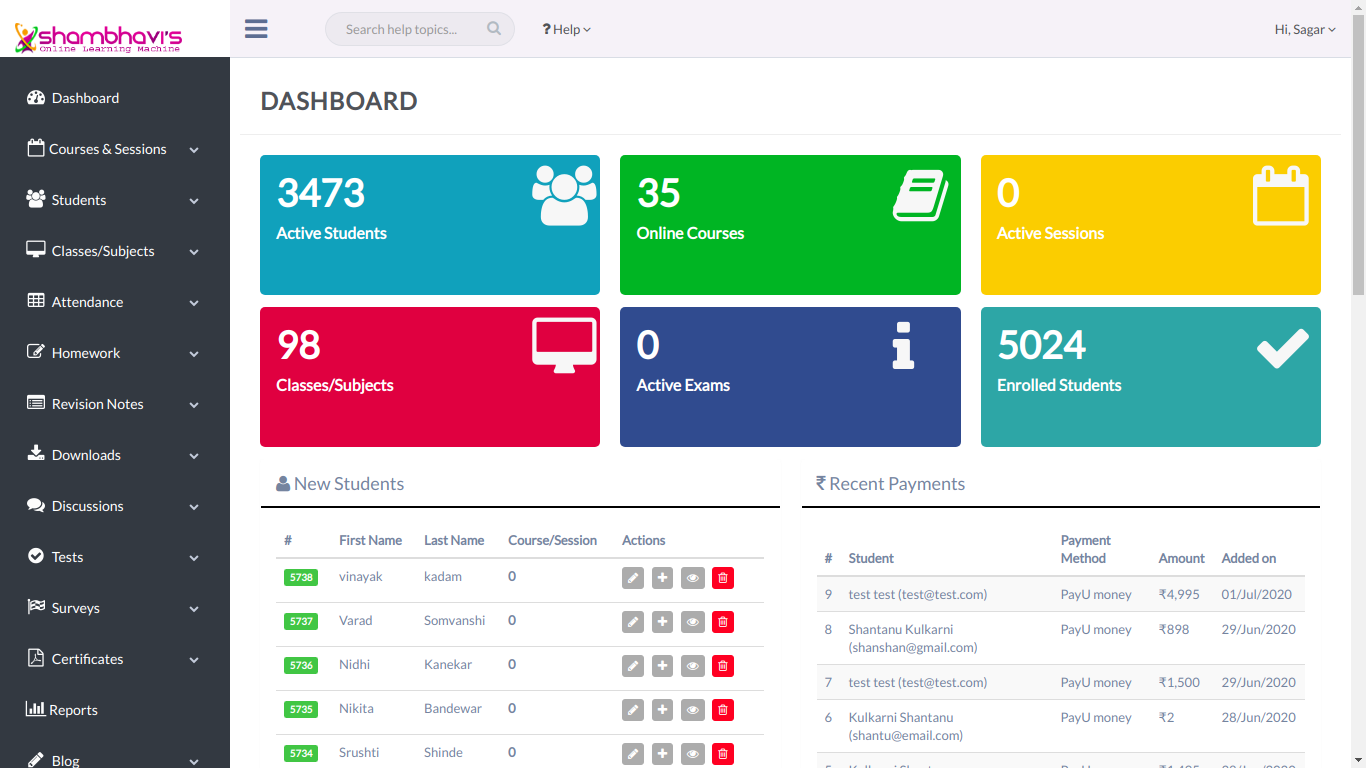 shambhavi's
Online Learning Machine
Search help topics...
? Help
Hi, Sagar
Dashboard
Courses & Sessions
Students
Classes/Subjects
Attendance
Homework
Revision Notes
Downloads
Discussions
Tests
Surveys
Certificates
Reports
Blog
DASHBOARD
3473
Active Students
35
Online Courses
0
Active Sessions
98
Classes/Subjects
0
Active Exams
5024
Enrolled Students
New Students
# First Name Last Name Course/Session Actions
5738 vinayak kadam 0
5737 Varad Somvanshi 0
5736 Nidhi Kanekar 0
5735 Nikita Bandewar 0
5734 Srushti Shinde 0
₹ Recent Payments
# Student Payment Method Amount Added on
9 test test (test@test.com) PayU money ₹4,995 01/Jul/2020
8 Shantanu Kulkarni PayU money ₹898 29/Jun/2020
(shanshan@gmail.com)
7 test test (test@test.com) PayU money ₹1,500 29/Jun/2020
6 Kulkarni Shantanu PayU money ₹2 28/Jun/2020
(shantu@email.com)